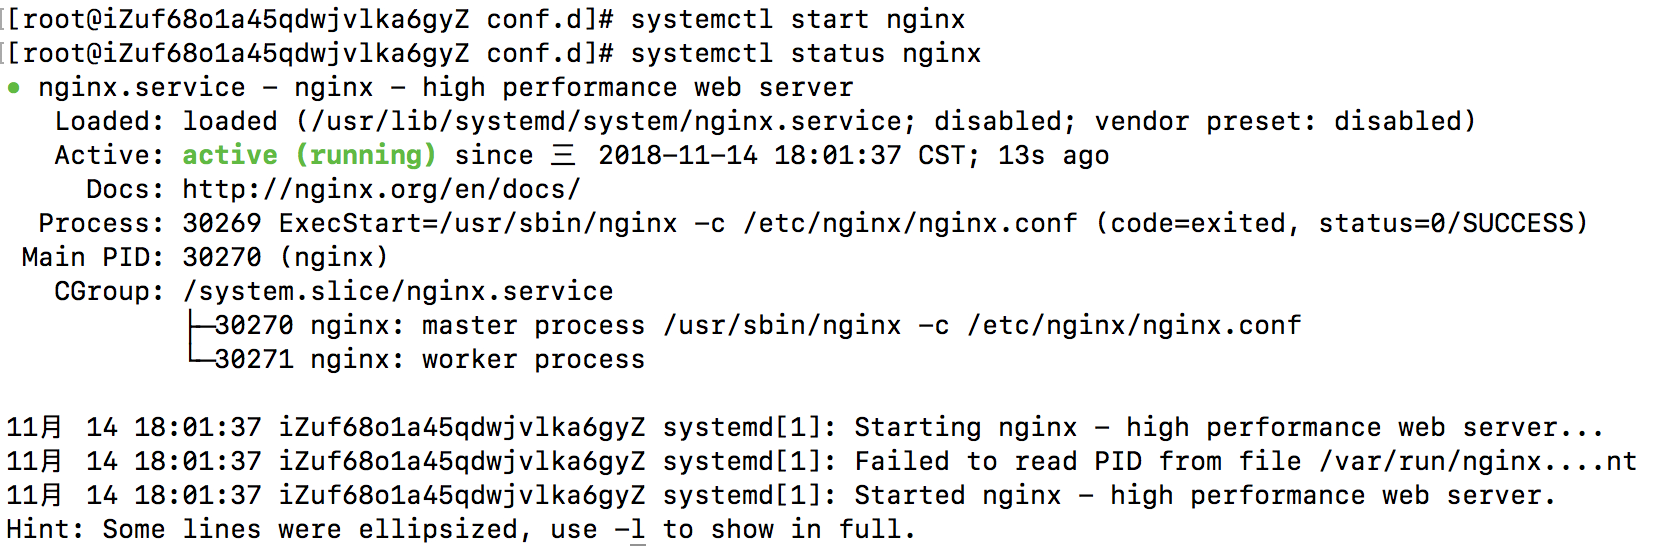 [[root@iZuf68o1a45qdwjvlka6gyZ conf.d]# systemctl start nginx
[[root@iZuf68o1a45qdwjvlka6gyZ conf.d]# systemctl status nginx
● nginx.service - nginx - high performance web server
   Loaded: loaded (/usr/lib/systemd/system/nginx.service; disabled; vendor preset: disabled)
   Active: active (running) since 三 2018-11-14 18:01:37 CST; 13s ago
     Docs: http://nginx.org/en/docs/
  Process: 30269 ExecStart=/usr/sbin/nginx -c /etc/nginx/nginx.conf (code=exited, status=0/SUCCESS)
 Main PID: 30270 (nginx)
   CGroup: /system.slice/nginx.service
           ├─30270 nginx: master process /usr/sbin/nginx -c /etc/nginx/nginx.conf
           └─30271 nginx: worker process
11月 14 18:01:37 iZuf68o1a45qdwjvlka6gyZ systemd[1]: Starting nginx - high performance web server...
11月 14 18:01:37 iZuf68o1a45qdwjvlka6gyZ systemd[1]: Failed to read PID from file /var/run/nginx....nt
11月 14 18:01:37 iZuf68o1a45qdwjvlka6gyZ systemd[1]: Started nginx - high performance web server.
Hint: Some lines were ellipsized, use -l to show in full.